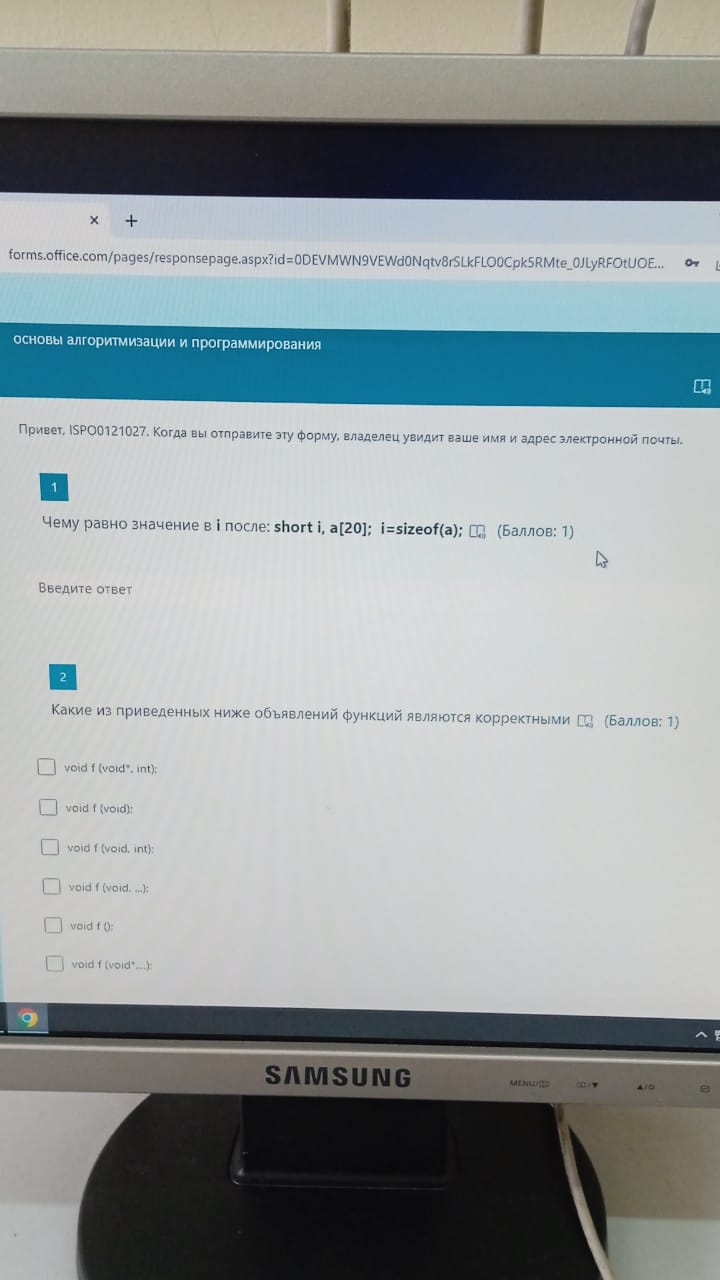 × +
forms.office.com/pages/responsepage.aspx?id=0DEVMWN9VEWd0Nqtv8rSLkFLO0Cpk5RMte_0JLyRFOtUOE...
основы алгоритмизации и программирования
Привет, ISPO0121027. Когда вы отправите эту форму, владелец увидит ваше имя и адрес электронной почты.
1
Чему равно значение в i после: short i, a[20]; i=sizeof(a); (Баллов: 1)
Введите ответ
2
Какие из приведенных ниже объявлений функций являются корректными (Баллов: 1)
void f (void*, int);
void f (void);
void f (void, int);
void f (void, ...);
void f ();
void f (void*,...);
SAMSUNG
MENU/